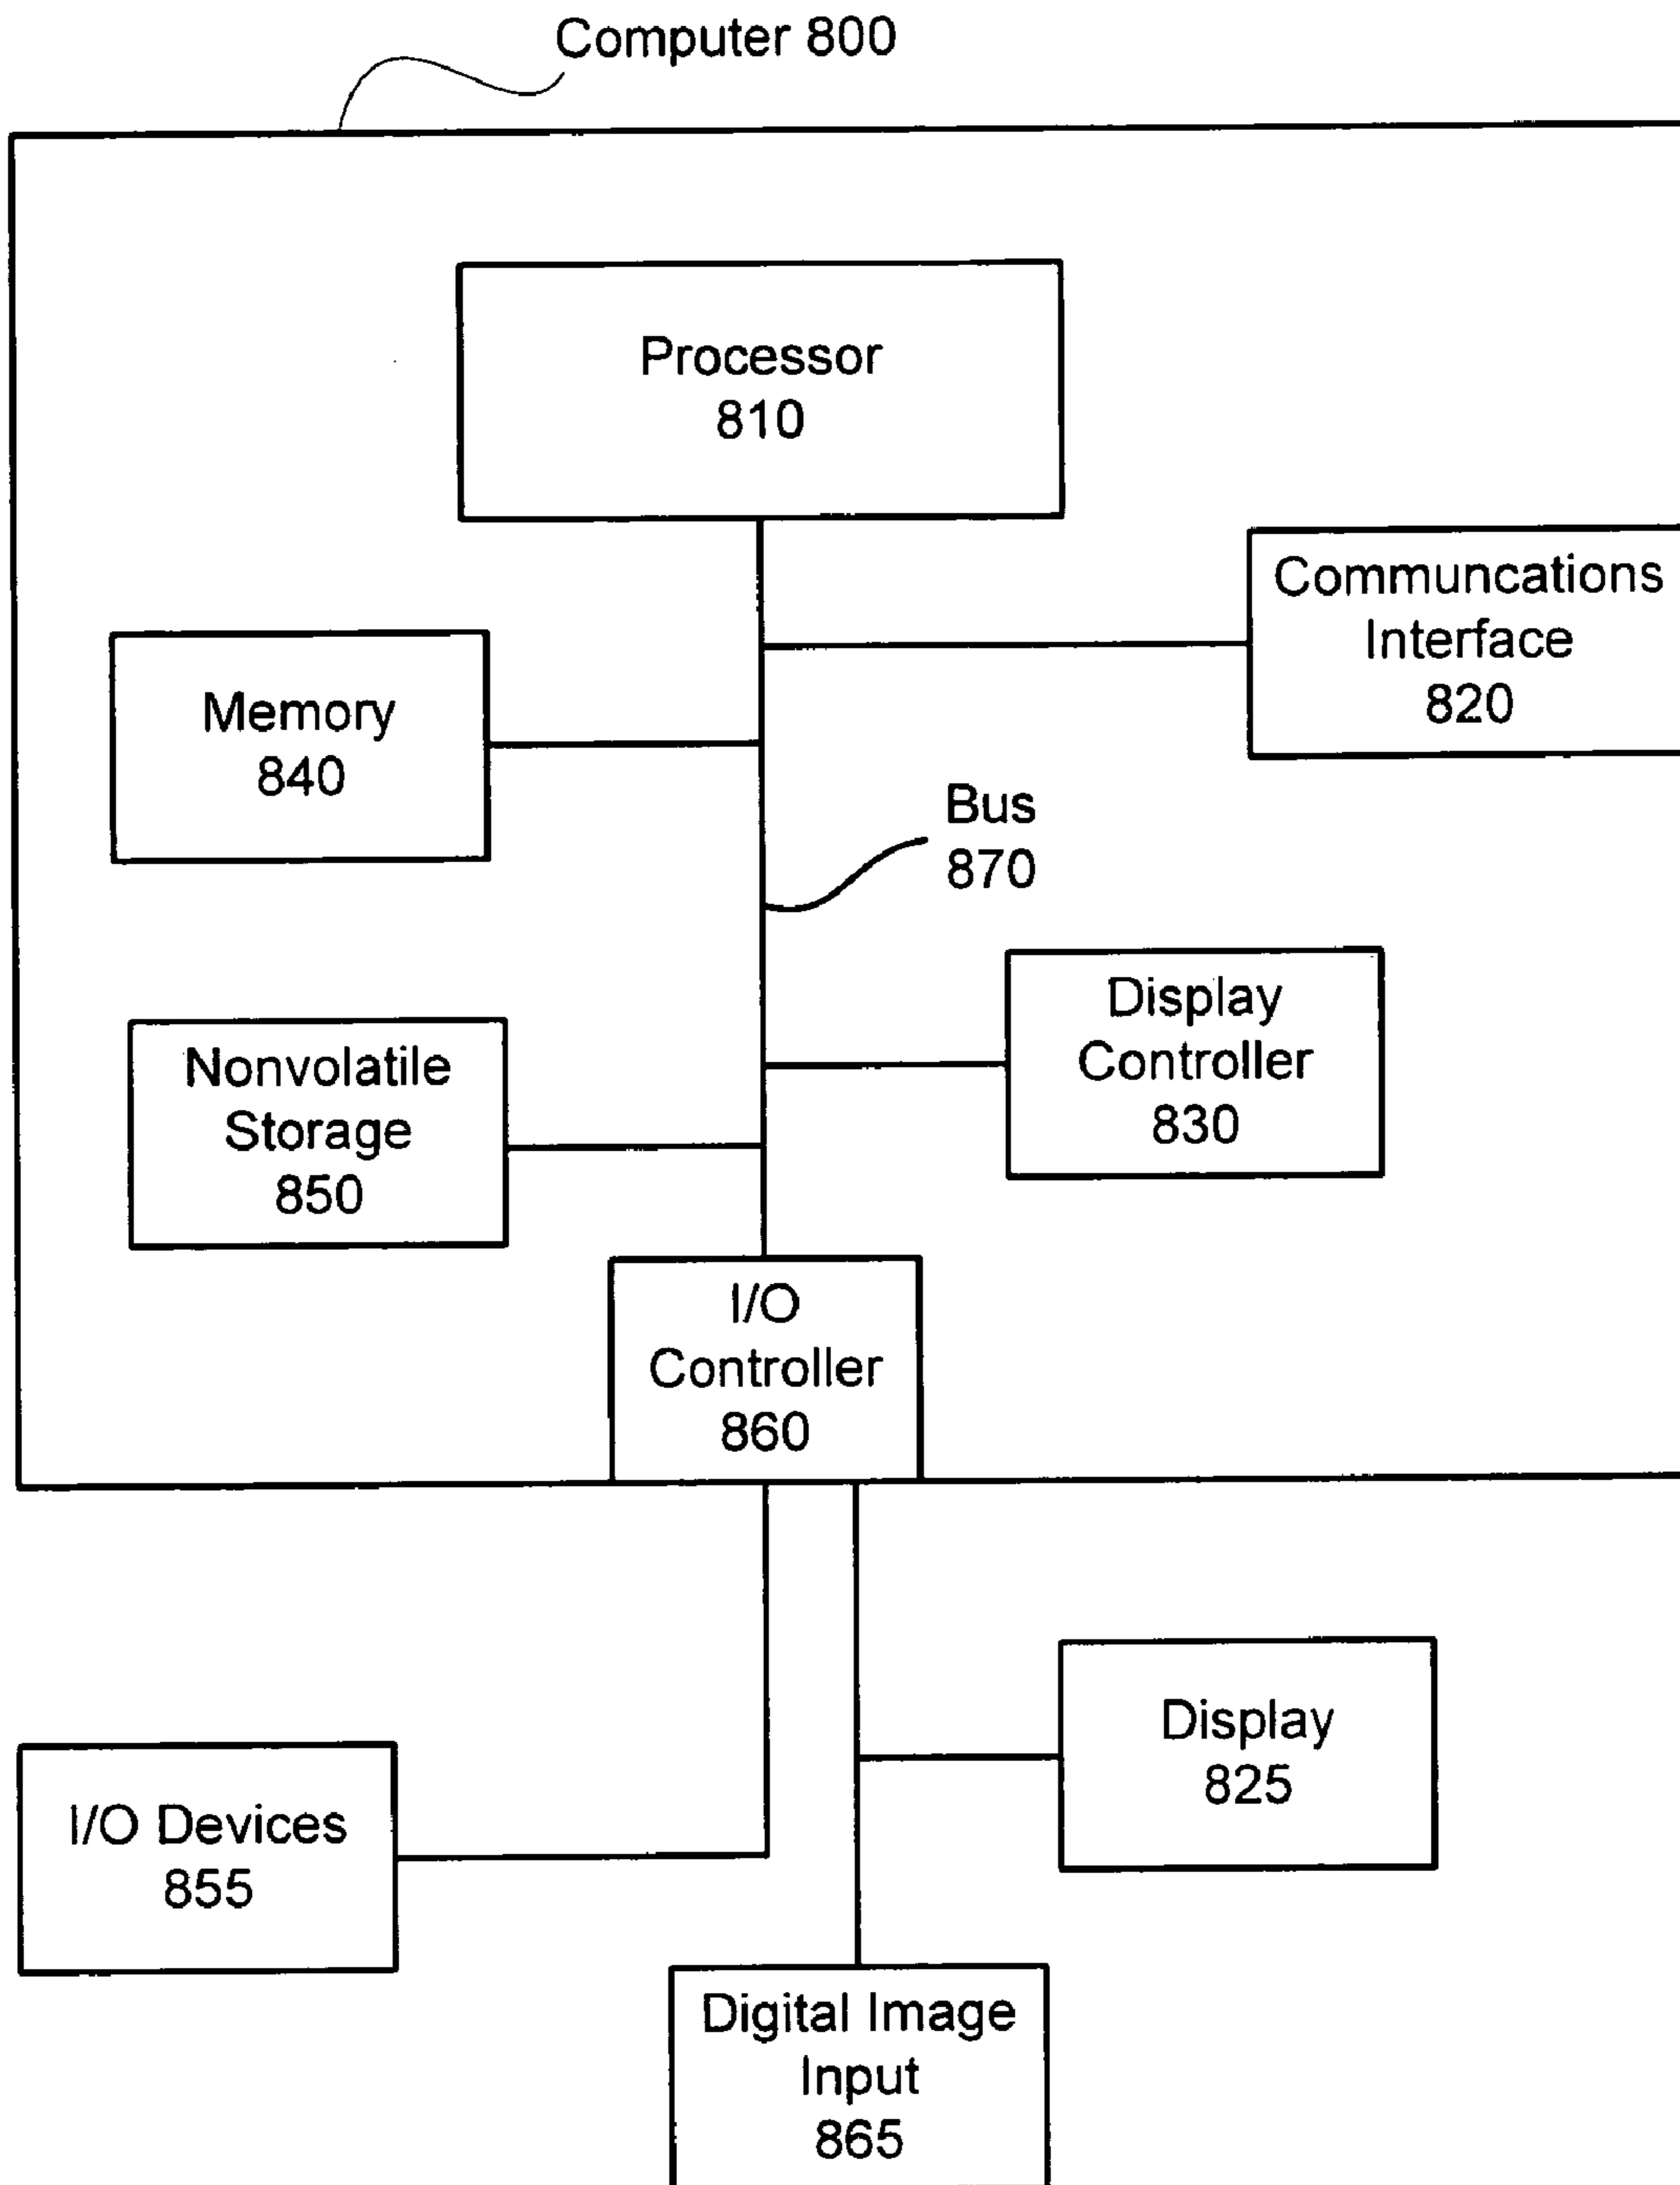 Computer 800
Processor
810
Communcations
Interface
820
Memory
840
Bus
870
Display
Controller
830
Nonvolatile
Storage
850
I/O
Controller
860
Display
825
I/O Devices
855
Digital Image
Input
865